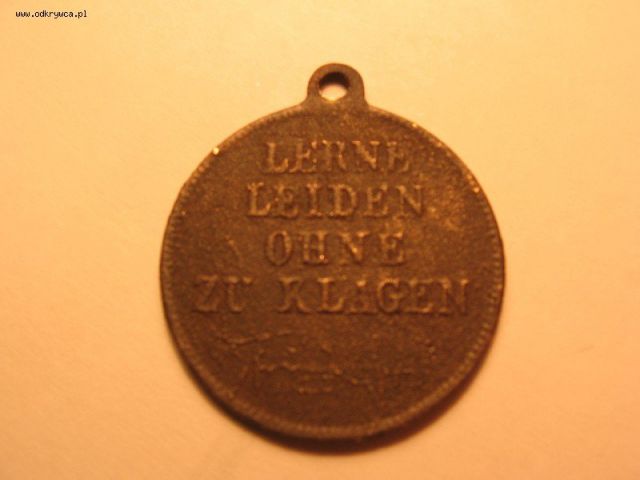 www.odkrywca.pl
LERNE
LEIDEN
OHNE
ZU KLAGEN